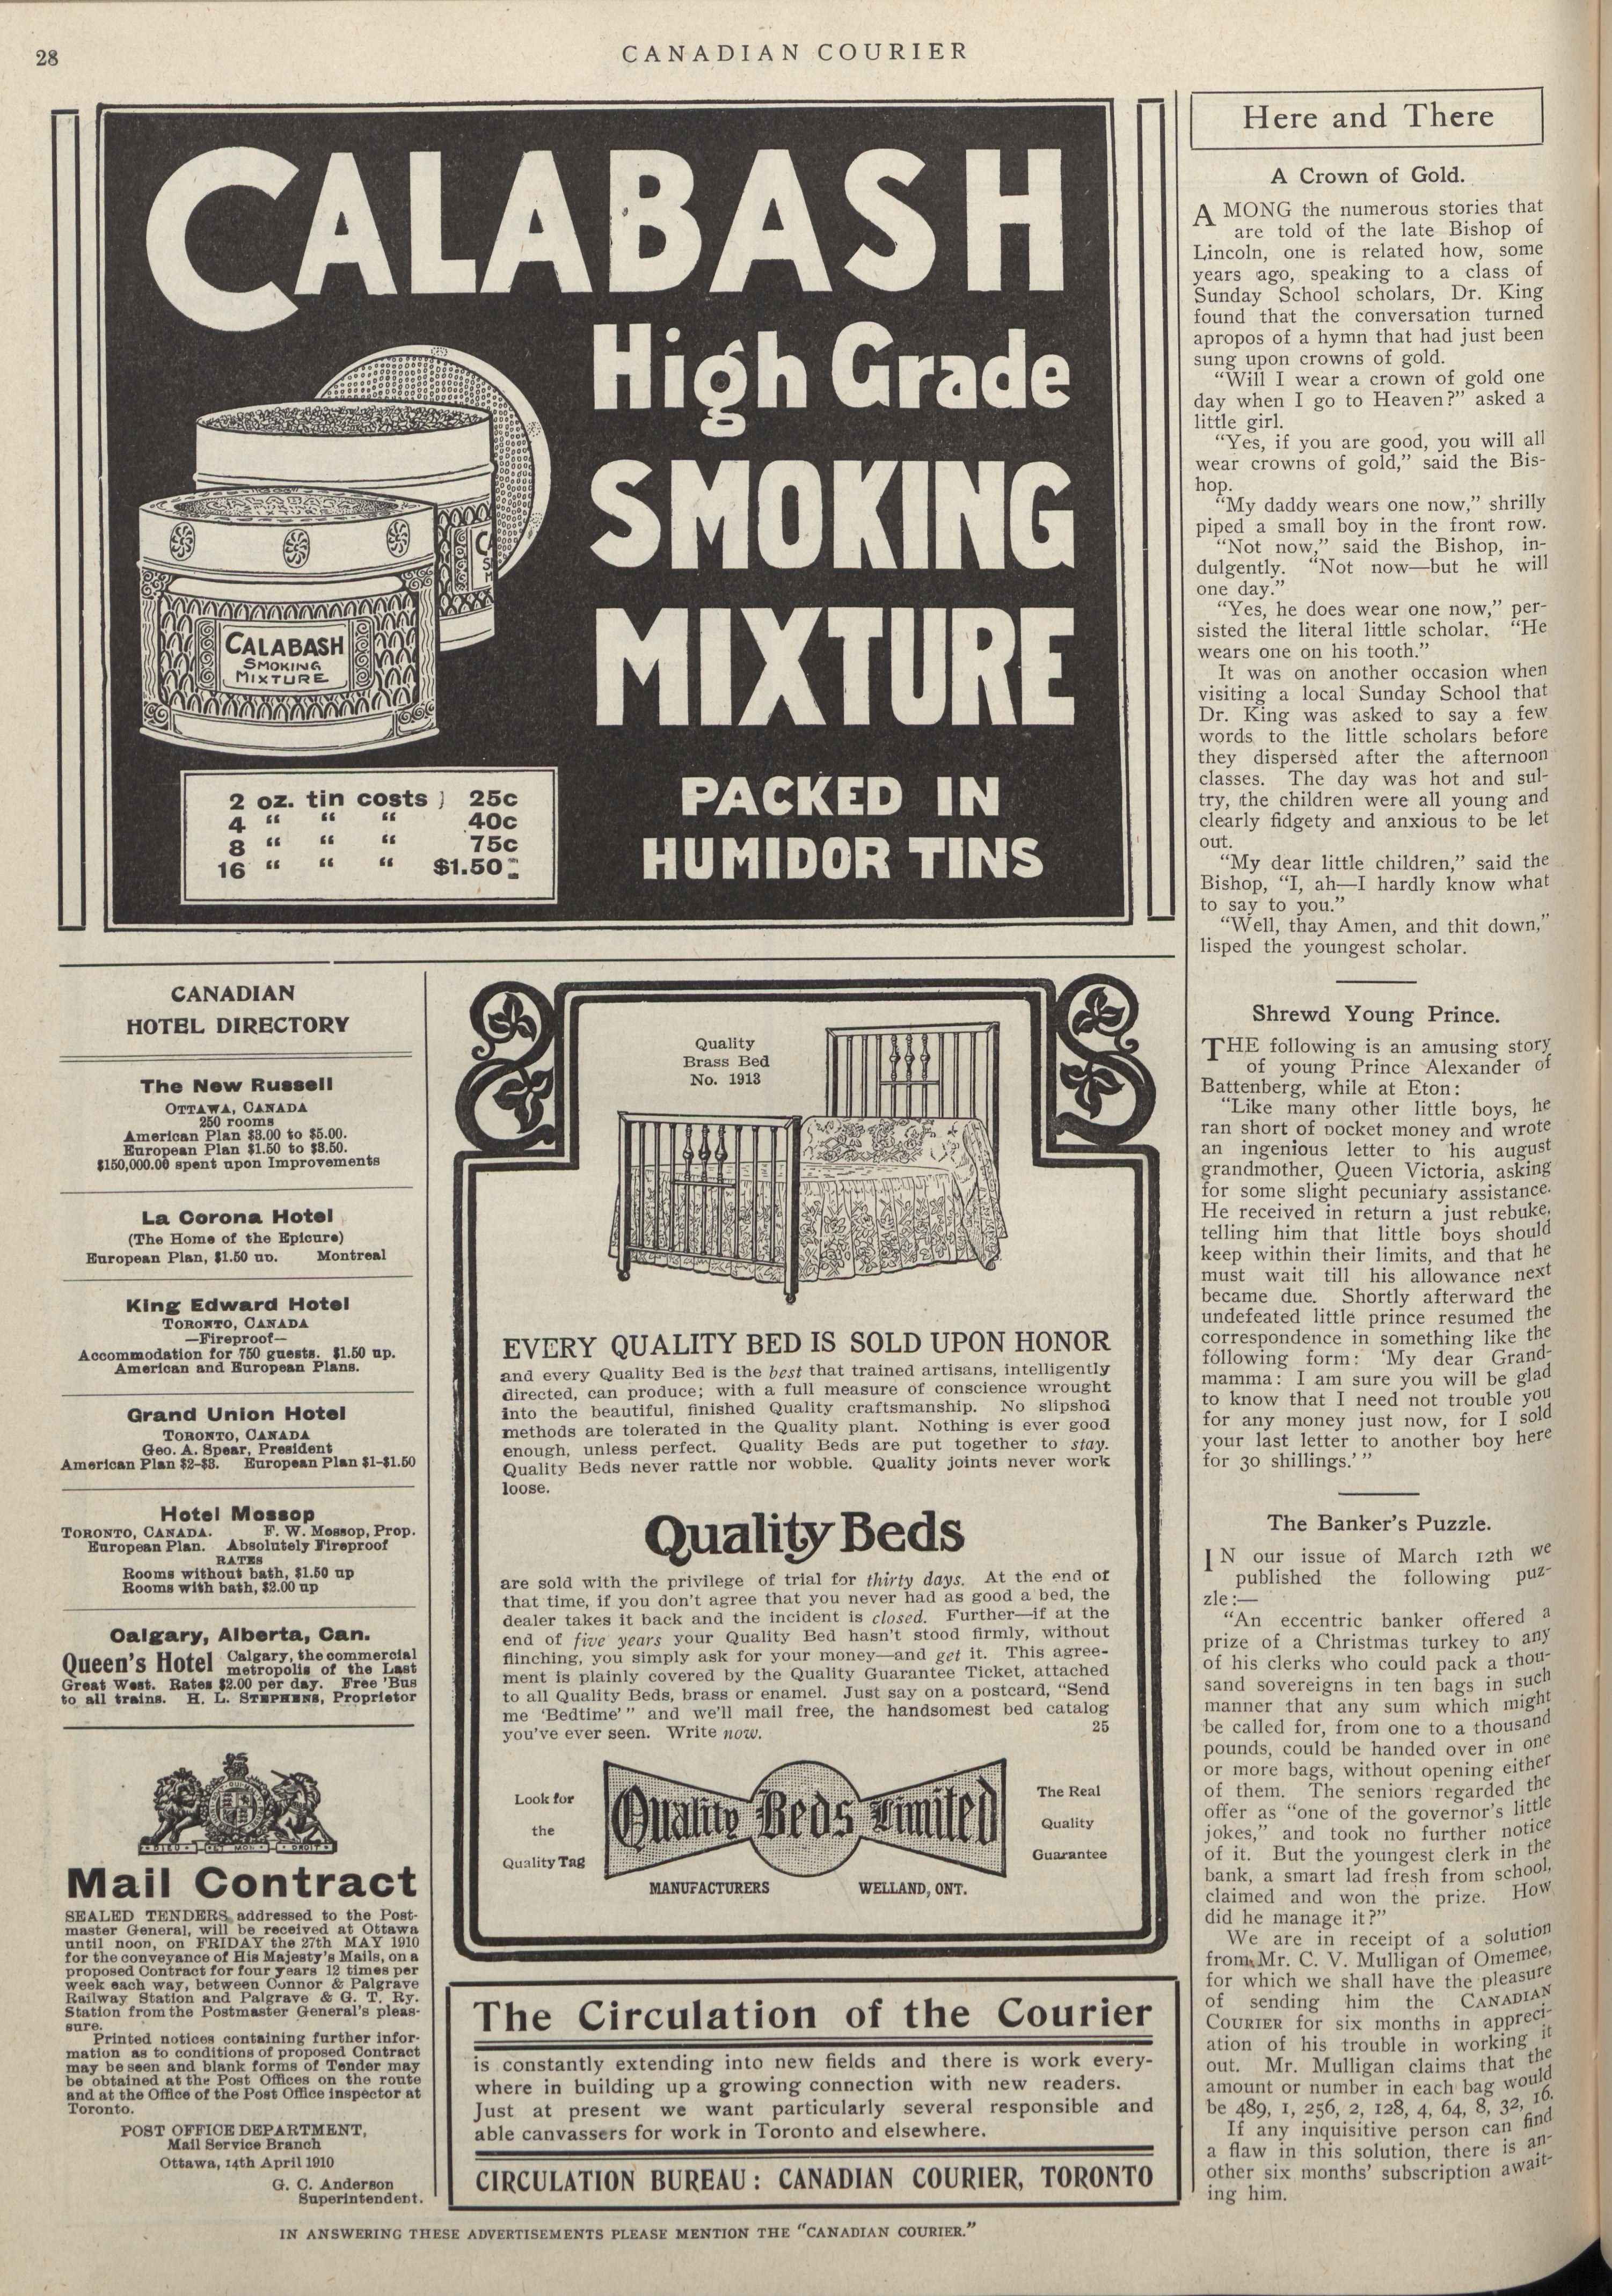 28
CANADIAN COURIER
CALABASH
High Grade
SMOKING
MIXTURE
CALABASH
SMOKING
MIXTURE
2 oz. tin costs 25c
4 “ “ “ 40c
8 “ “ “ 75c
16 “ “ “ $1.50
PACKED IN
HUMIDOR TINS
CANADIAN
HOTEL DIRECTORY
The New Russell
OTTAWA, CANADA
250 rooms
American Plan $3.00 to $5.00.
European Plan $1.50 to $3.50.
$150,000.00 spent upon Improvements
La Corona Hotel
(The Home of the Epicure)
European Plan, $1.50 up. Montreal
King Edward Hotel
TORONTO, CANADA
—Fireproof—
Accommodation for 750 guests. $1.50 up.
American and European Plans.
Grand Union Hotel
TORONTO, CANADA
Geo. A. Spear, President
American Plan $2–$3. European Plan $1–$1.50
Hotel Mossop
TORONTO, CANADA. F. W. Mossop, Prop.
European Plan. Absolutely Fireproof
RATES
Rooms without bath, $1.50 up
Rooms with bath, $2.00 up
Calgary, Alberta, Can.
Queen's Hotel Calgary, the commercial
metropolis of the Last
Great West. Rates $2.00 per day. Free 'Bus
to all trains. H. L. STEPHENS, Proprietor
DIEU ET MON DROIT
Mail Contract
SEALED TENDERS addressed to the Post-
master General, will be received at Ottawa
until noon, on FRIDAY the 27th MAY 1910
for the conveyance of His Majesty's Mails, on a
proposed Contract for four years 12 times per
week each way, between Connor & Palgrave
Railway Station and Palgrave & G. T. Ry.
Station from the Postmaster General's pleas-
sure.
Printed notices containing further infor-
mation as to conditions of proposed Contract
may be seen and blank forms of Tender may
be obtained at the Post Offices on the route
and at the Office of the Post Office inspector at
Toronto.
POST OFFICE DEPARTMENT,
Mail Service Branch
Ottawa, 14th April 1910
G. C. Anderson
Superintendent.
Quality
Brass Bed
No. 1913
EVERY QUALITY BED IS SOLD UPON HONOR
and every Quality Bed is the best that trained artisans, intelligently
directed, can produce; with a full measure of conscience wrought
into the beautiful, finished Quality craftsmanship. No slipshod
methods are tolerated in the Quality plant. Nothing is ever good
enough, unless perfect. Quality Beds are put together to stay.
Quality Beds never rattle nor wobble. Quality joints never work
loose.
Quality Beds
are sold with the privilege of trial for thirty days. At the end of
that time, if you don't agree that you never had as good a bed, the
dealer takes it back and the incident is closed. Further—if at the
end of five years your Quality Bed hasn't stood firmly, without
flinching, you simply ask for your money—and get it. This agree-
ment is plainly covered by the Quality Guarantee Ticket, attached
to all Quality Beds, brass or enamel. Just say on a postcard, “Send
me ‘Bedtime’” and we'll mail free, the handsomest bed catalog
you've ever seen. Write now. 25
Look for
the
Quality Tag
Quality Beds Limited
The Real
Quality
Guarantee
MANUFACTURERS WELLAND, ONT.
The Circulation of the Courier
is constantly extending into new fields and there is work every-
where in building up a growing connection with new readers.
Just at present we want particularly several responsible and
able canvassers for work in Toronto and elsewhere.
CIRCULATION BUREAU: CANADIAN COURIER, TORONTO
Here and There
A Crown of Gold.
AMONG the numerous stories that
are told of the late Bishop of
Lincoln, one is related how, some
years ago, speaking to a class of
Sunday School scholars, Dr. King
found that the conversation turned
apropos of a hymn that had just been
sung upon crowns of gold.
“Will I wear a crown of gold one
day when I go to Heaven?” asked a
little girl.
“Yes, if you are good, you will all
wear crowns of gold,” said the Bis-
hop.
“My daddy wears one now,” shrilly
piped a small boy in the front row.
“Not now,” said the Bishop, in-
dulgently. “Not now—but he will
one day.”
“Yes, he does wear one now,” per-
sisted the literal little scholar. “He
wears one on his tooth.”
It was on another occasion when
visiting a local Sunday School that
Dr. King was asked to say a few
words to the little scholars before
they dispersed after the afternoon
classes. The day was hot and sul-
try, the children were all young and
clearly fidgety and anxious to be let
out.
“My dear little children,” said the
Bishop, “I, ah—I hardly know what
to say to you.”
“Well, thay Amen, and thit down,”
lisped the youngest scholar.
Shrewd Young Prince.
THE following is an amusing story
of young Prince Alexander of
Battenberg, while at Eton:
“Like many other little boys, he
ran short of pocket money and wrote
an ingenious letter to his august
grandmother, Queen Victoria, asking
for some slight pecuniary assistance.
He received in return a just rebuke,
telling him that little boys should
keep within their limits, and that he
must wait till his allowance next
became due. Shortly afterward the
undefeated little prince resumed the
correspondence in something like the
following form: ‘My dear Grand-
mamma: I am sure you will be glad
to know that I need not trouble you
for any money just now, for I sold
your last letter to another boy here
for 30 shillings.’”
The Banker's Puzzle.
IN our issue of March 12th we
published the following puz-
zle:—
“An eccentric banker offered a
prize of a Christmas turkey to any
of his clerks who could pack a thou-
sand sovereigns in ten bags in such
manner that any sum which might
be called for, from one to a thousand
pounds, could be handed over in one
or more bags, without opening either
of them. The seniors regarded the
offer as “one of the governor's little
jokes,” and took no further notice
of it. But the youngest clerk in the
bank, a smart lad fresh from school,
claimed and won the prize. How
did he manage it?”
We are in receipt of a solution
from Mr. C. V. Mulligan of Omemee,
for which we shall have the pleasure
of sending him the CANADIAN
COURIER for six months in appreci-
ation of his trouble in working it
out. Mr. Mulligan claims that the
amount or number in each bag would
be 489, 1, 256, 2, 128, 4, 64, 8, 32, 16.
If any inquisitive person can find
a flaw in this solution, there is an-
other six months' subscription await-
ing him.
IN ANSWERING THESE ADVERTISEMENTS PLEASE MENTION THE “CANADIAN COURIER.”